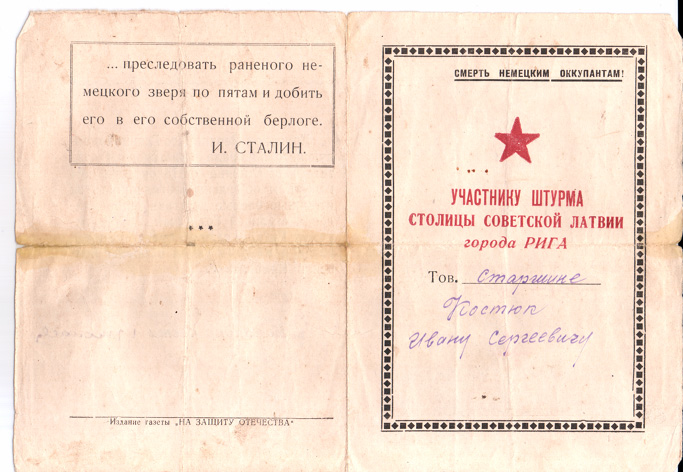 ... преследовать раненого не-
мецкого зверя по пятам и добить
его в его собственной берлоге.
И. СТАЛИН.
* * *
Издание газеты „НА ЗАЩИТУ ОТЕЧЕСТВА"
СМЕРТЬ НЕМЕЦКИМ ОККУПАНТАМ!
УЧАСТНИКУ ШТУРМА
СТОЛИЦЫ СОВЕТСКОЙ ЛАТВИИ
города РИГА
Тов. Старшине
Костюк
Ивану Сергеевичу